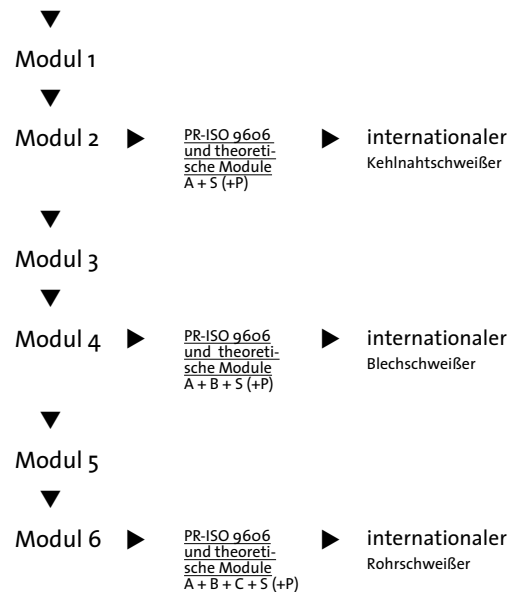 Modul 1
Modul 2
PR-ISO 9606
und theoreti-
sche Module
A + S (+P)
internationaler
Kehlnahtschweißer
Modul 3
Modul 4
PR-ISO 9606
und theoreti-
sche Module
A + B + S (+P)
internationaler
Blechschweißer
Modul 5
Modul 6
PR-ISO 9606
und theoreti-
sche Module
A + B + C + S (+P)
internationaler
Rohrschweißer